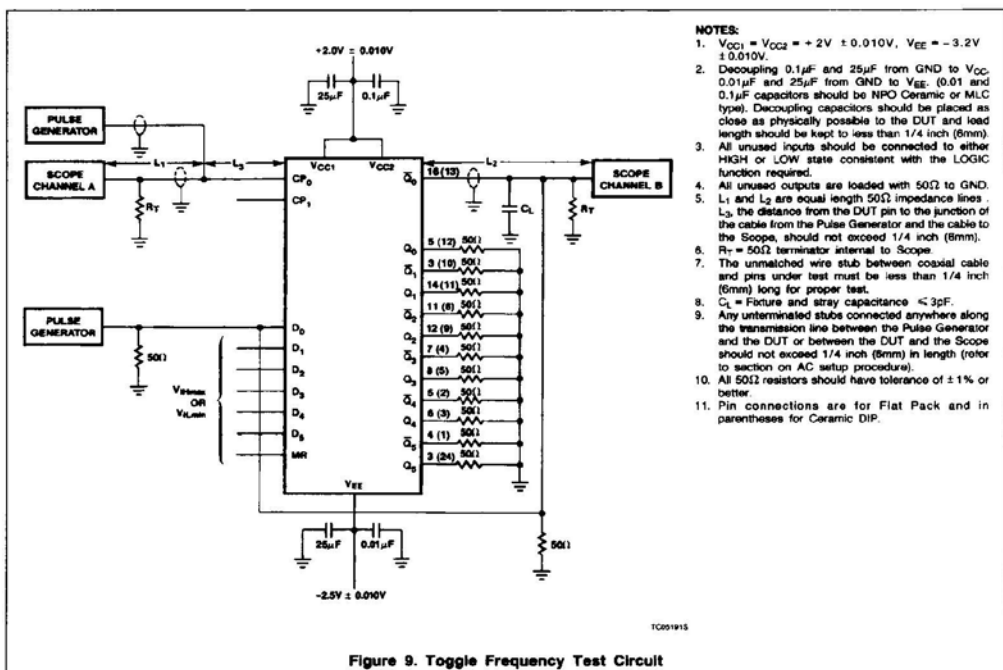 +2.0V ± 0.010V
25μF
0.1μF
PULSE
GENERATOR
L₁
L₃
L₂
SCOPE
CHANNEL A
SCOPE
CHANNEL B
R_T
V_CC1
V_CC2
CP₀
CP₁
Q̅₀
16 (13)
C_L
R_T
Q₀ 5 (12) 50Ω
Q̅₁ 3 (10) 50Ω
Q₁ 14 (11) 50Ω
Q̅₂ 11 (8) 50Ω
Q₂ 12 (9) 50Ω
Q̅₃ 7 (4) 50Ω
Q₃ 8 (5) 50Ω
Q̅₄ 5 (2) 50Ω
Q₄ 6 (3) 50Ω
Q̅₅ 4 (1) 50Ω
Q₅ 3 (24) 50Ω
PULSE
GENERATOR
50Ω
D₀
D₁
D₂
D₃
D₄
D₅
MR
V_IHmax
OR
V_ILmin
V_EE
25μF
0.01μF
50Ω
-2.5V ± 0.010V
TC05191S
NOTES:
1. V_CC1 = V_CC2 = + 2V ± 0.010V, V_EE = - 3.2V
± 0.010V.
2. Decoupling 0.1μF and 25μF from GND to V_CC,
0.01μF and 25μF from GND to V_EE. (0.01 and
0.1μF capacitors should be NPO Ceramic or MLC
type). Decoupling capacitors should be placed as
close as physically possible to the DUT and lead
length should be kept to less than 1/4 inch (6mm).
3. All unused inputs should be connected to either
HIGH or LOW state consistent with the LOGIC
function required.
4. All unused outputs are loaded with 50Ω to GND.
5. L₁ and L₂ are equal length 50Ω impedance lines .
L₃, the distance from the DUT pin to the junction of
the cable from the Pulse Generator and the cable to
the Scope, should not exceed 1/4 inch (6mm).
6. R_T = 50Ω terminator internal to Scope.
7. The unmatched wire stub between coaxial cable
and pins under test must be less than 1/4 inch
(6mm) long for proper test.
8. C_L = Fixture and stray capacitance ≤ 3pF.
9. Any unterminated stubs connected anywhere along
the transmission line between the Pulse Generator
and the DUT or between the DUT and the Scope
should not exceed 1/4 inch (6mm) in length (refer
to section on AC setup procedure).
10. All 50Ω resistors should have tolerance of ± 1% or
better.
11. Pin connections are for Flat Pack and in
parentheses for Ceramic DIP.
Figure 9. Toggle Frequency Test Circuit